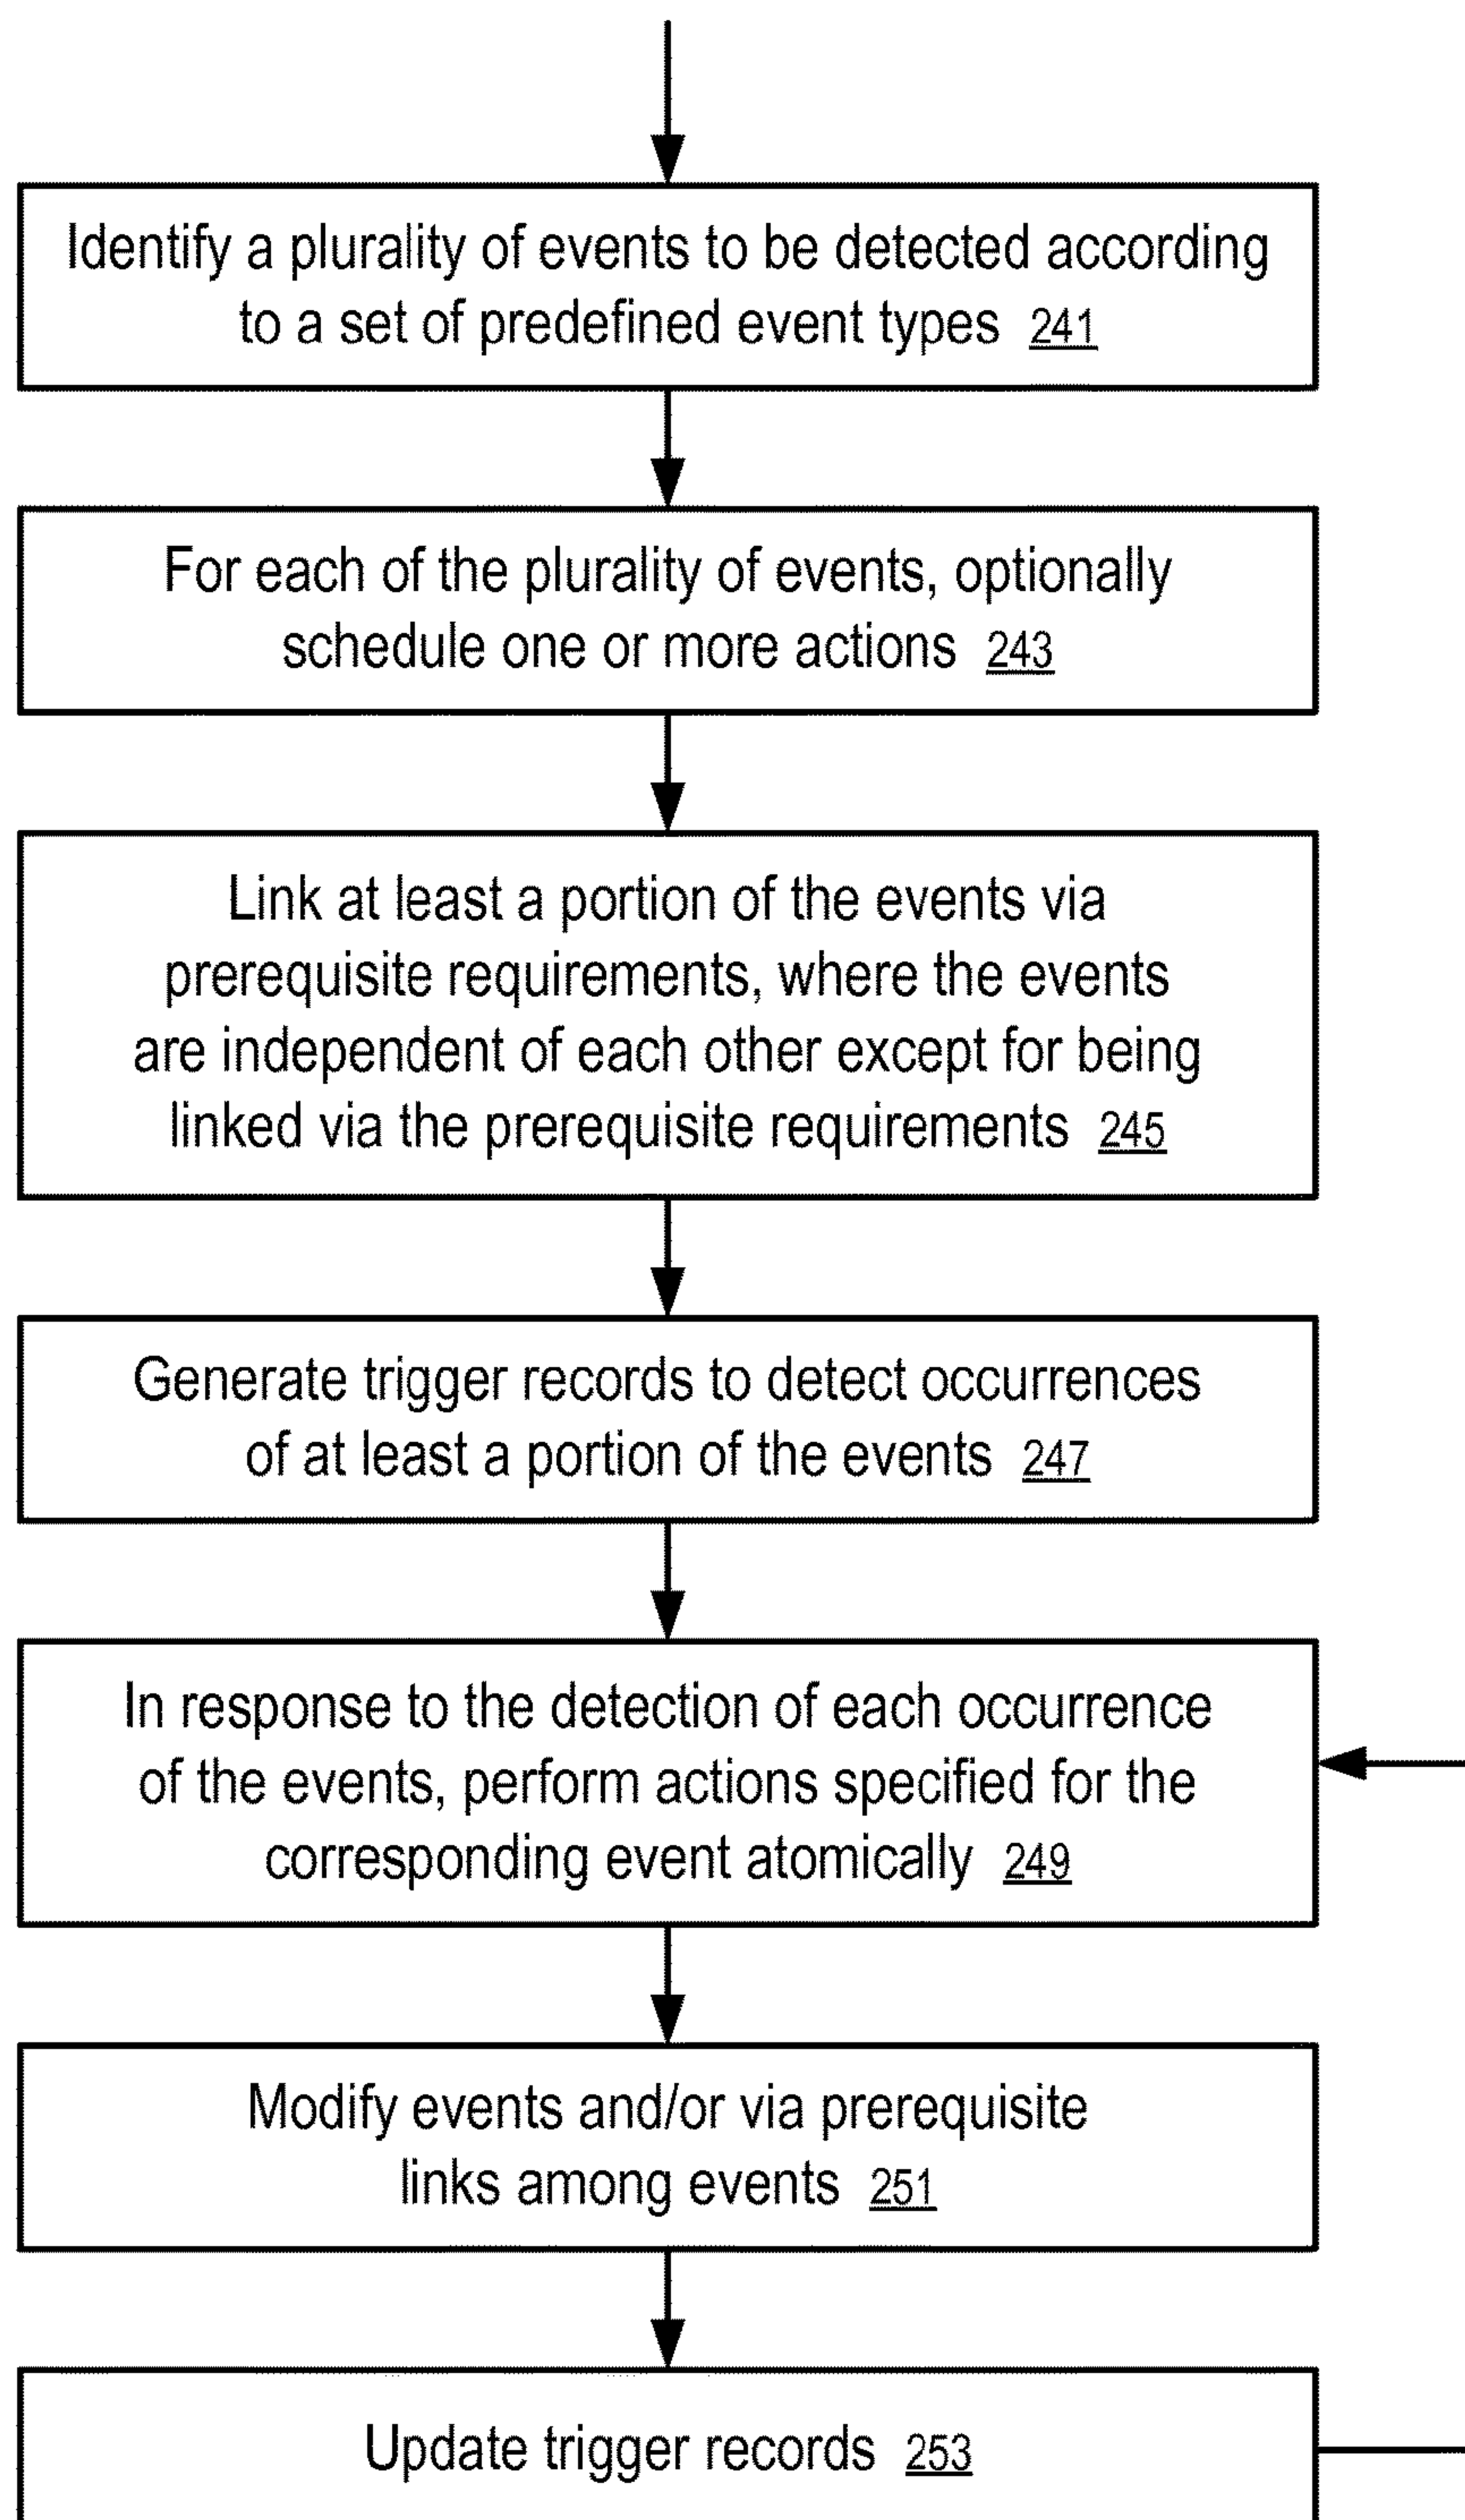 Identify a plurality of events to be detected according
to a set of predefined event types 241
For each of the plurality of events, optionally
schedule one or more actions 243
Link at least a portion of the events via
prerequisite requirements, where the events
are independent of each other except for being
linked via the prerequisite requirements 245
Generate trigger records to detect occurrences
of at least a portion of the events 247
In response to the detection of each occurrence
of the events, perform actions specified for the
corresponding event atomically 249
Modify events and/or via prerequisite
links among events 251
Update trigger records 253